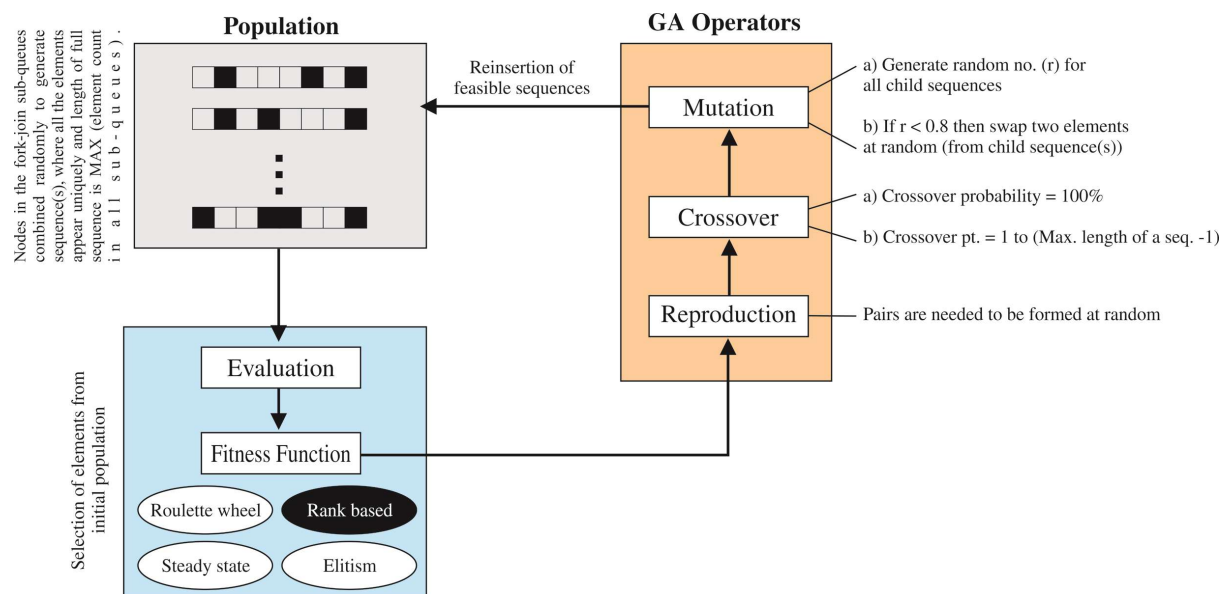 Population
Nodes in the fork-join sub-queues
combined randomly to generate
sequence(s), where all the elements
appear uniquely and length of full
sequence is MAX (element count
in all sub-queues).
Reinsertion of
feasible sequences
GA Operators
Mutation
a) Generate random no. (r) for
all child sequences
b) If r < 0.8 then swap two elements
at random (from child sequence(s))
Crossover
a) Crossover probability = 100%
b) Crossover pt. = 1 to (Max. length of a seq. -1)
Reproduction
Pairs are needed to be formed at random
Selection of elements from
initial population
Evaluation
Fitness Function
Roulette wheel
Rank based
Steady state
Elitism